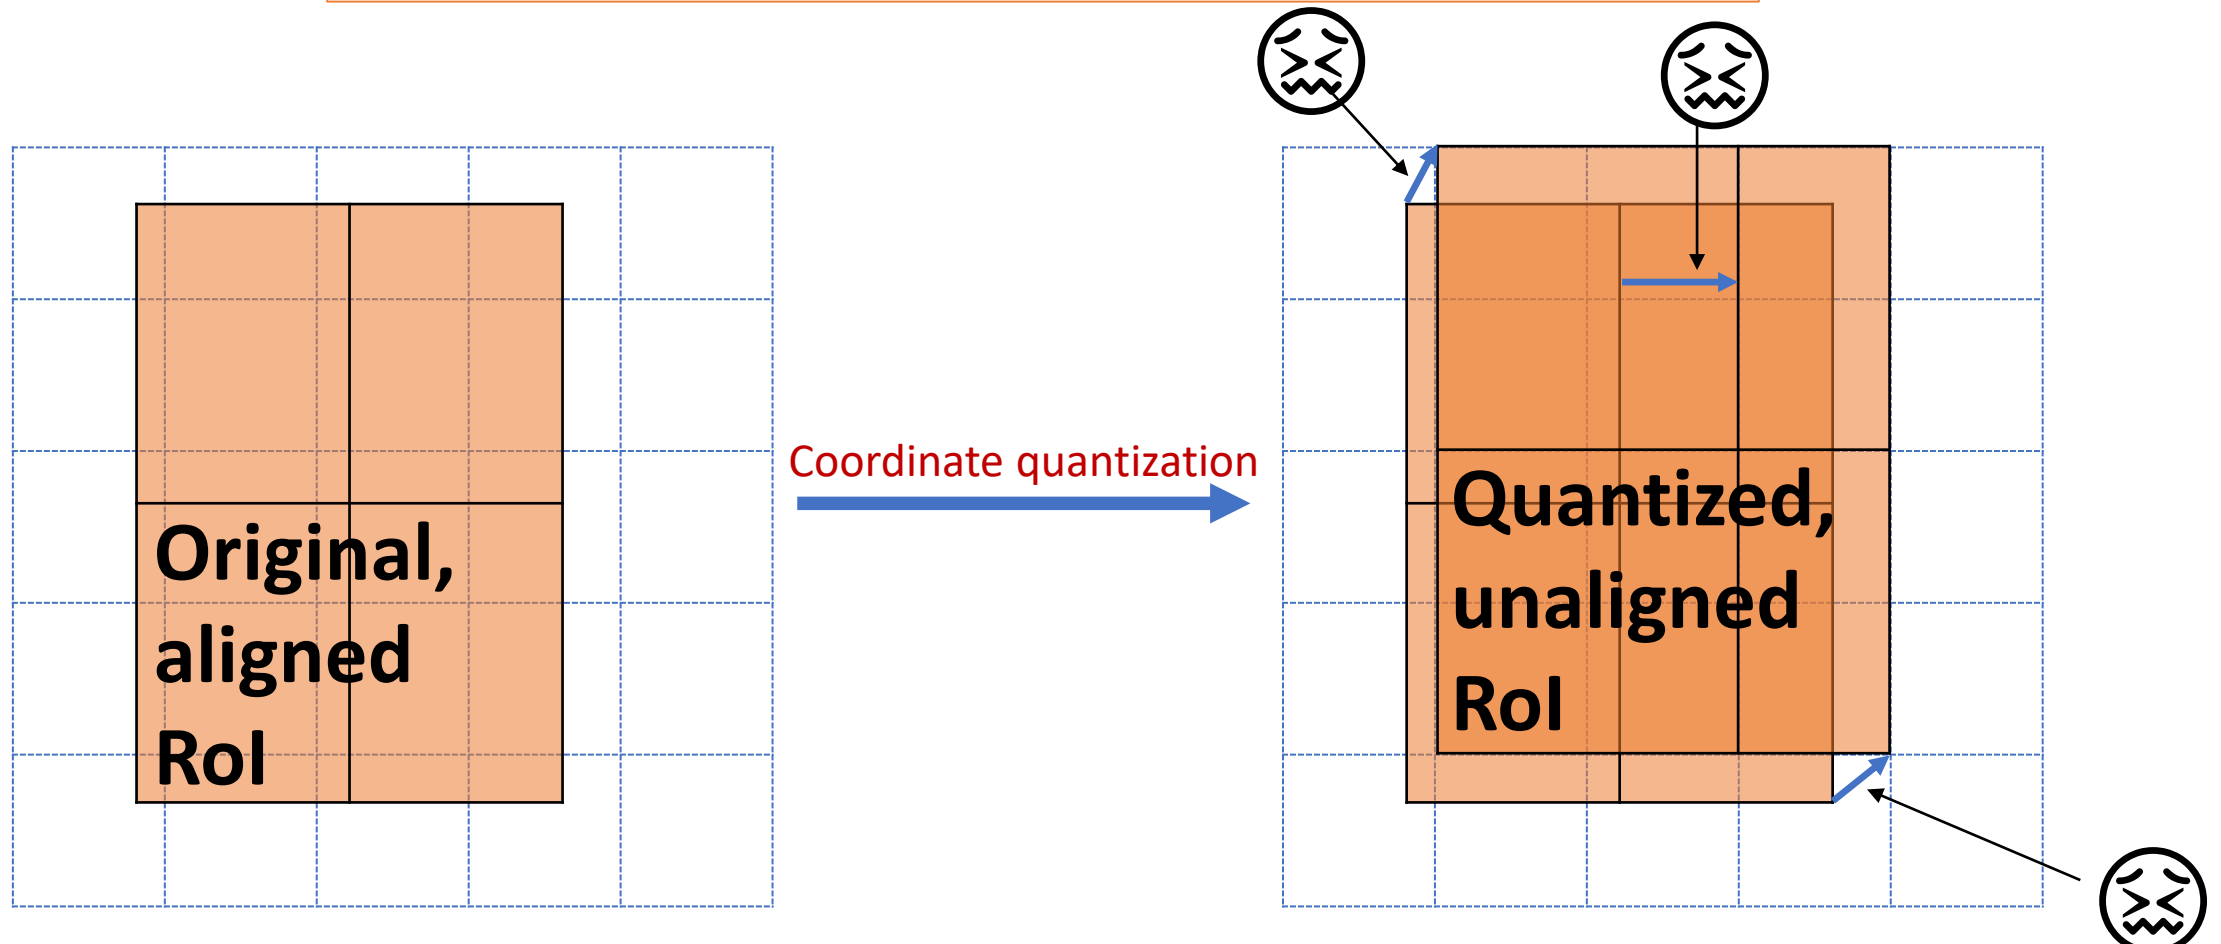 Coordinate quantization
Original,
aligned
RoI
Quantized,
unaligned
RoI